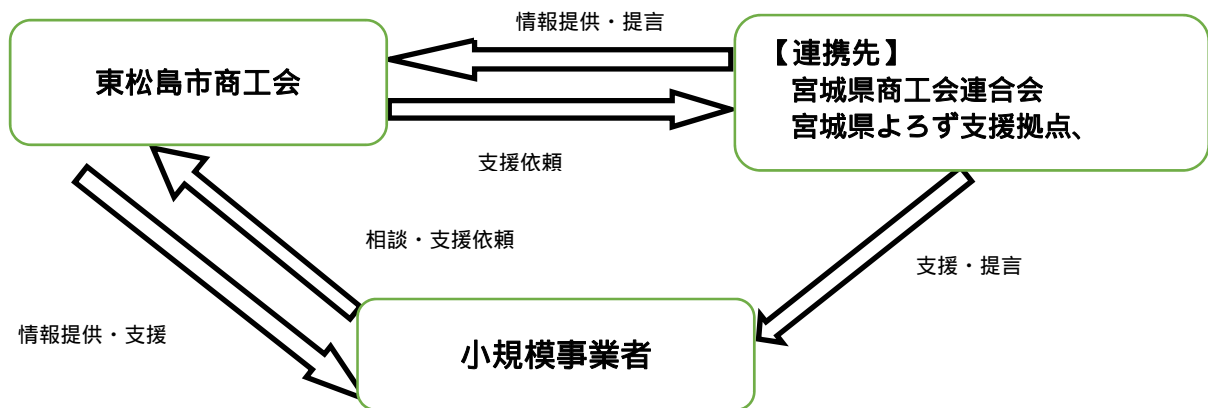 情報提供・提言
東松島市商工会
【連携先】
宮城県商工会連合会
宮城県よろず支援拠点、
支援依頼
相談・支援依頼
支援・提言
情報提供・支援
小規模事業者